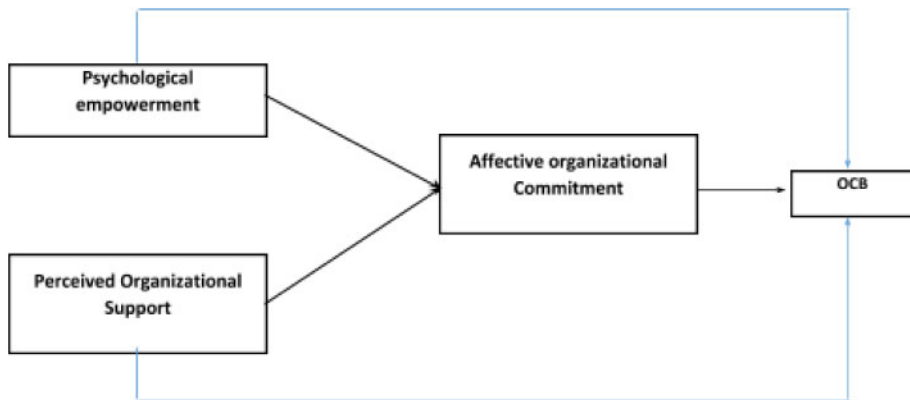 Psychological
empowerment
Affective organizational
Commitment
OCB
Perceived Organizational
Support